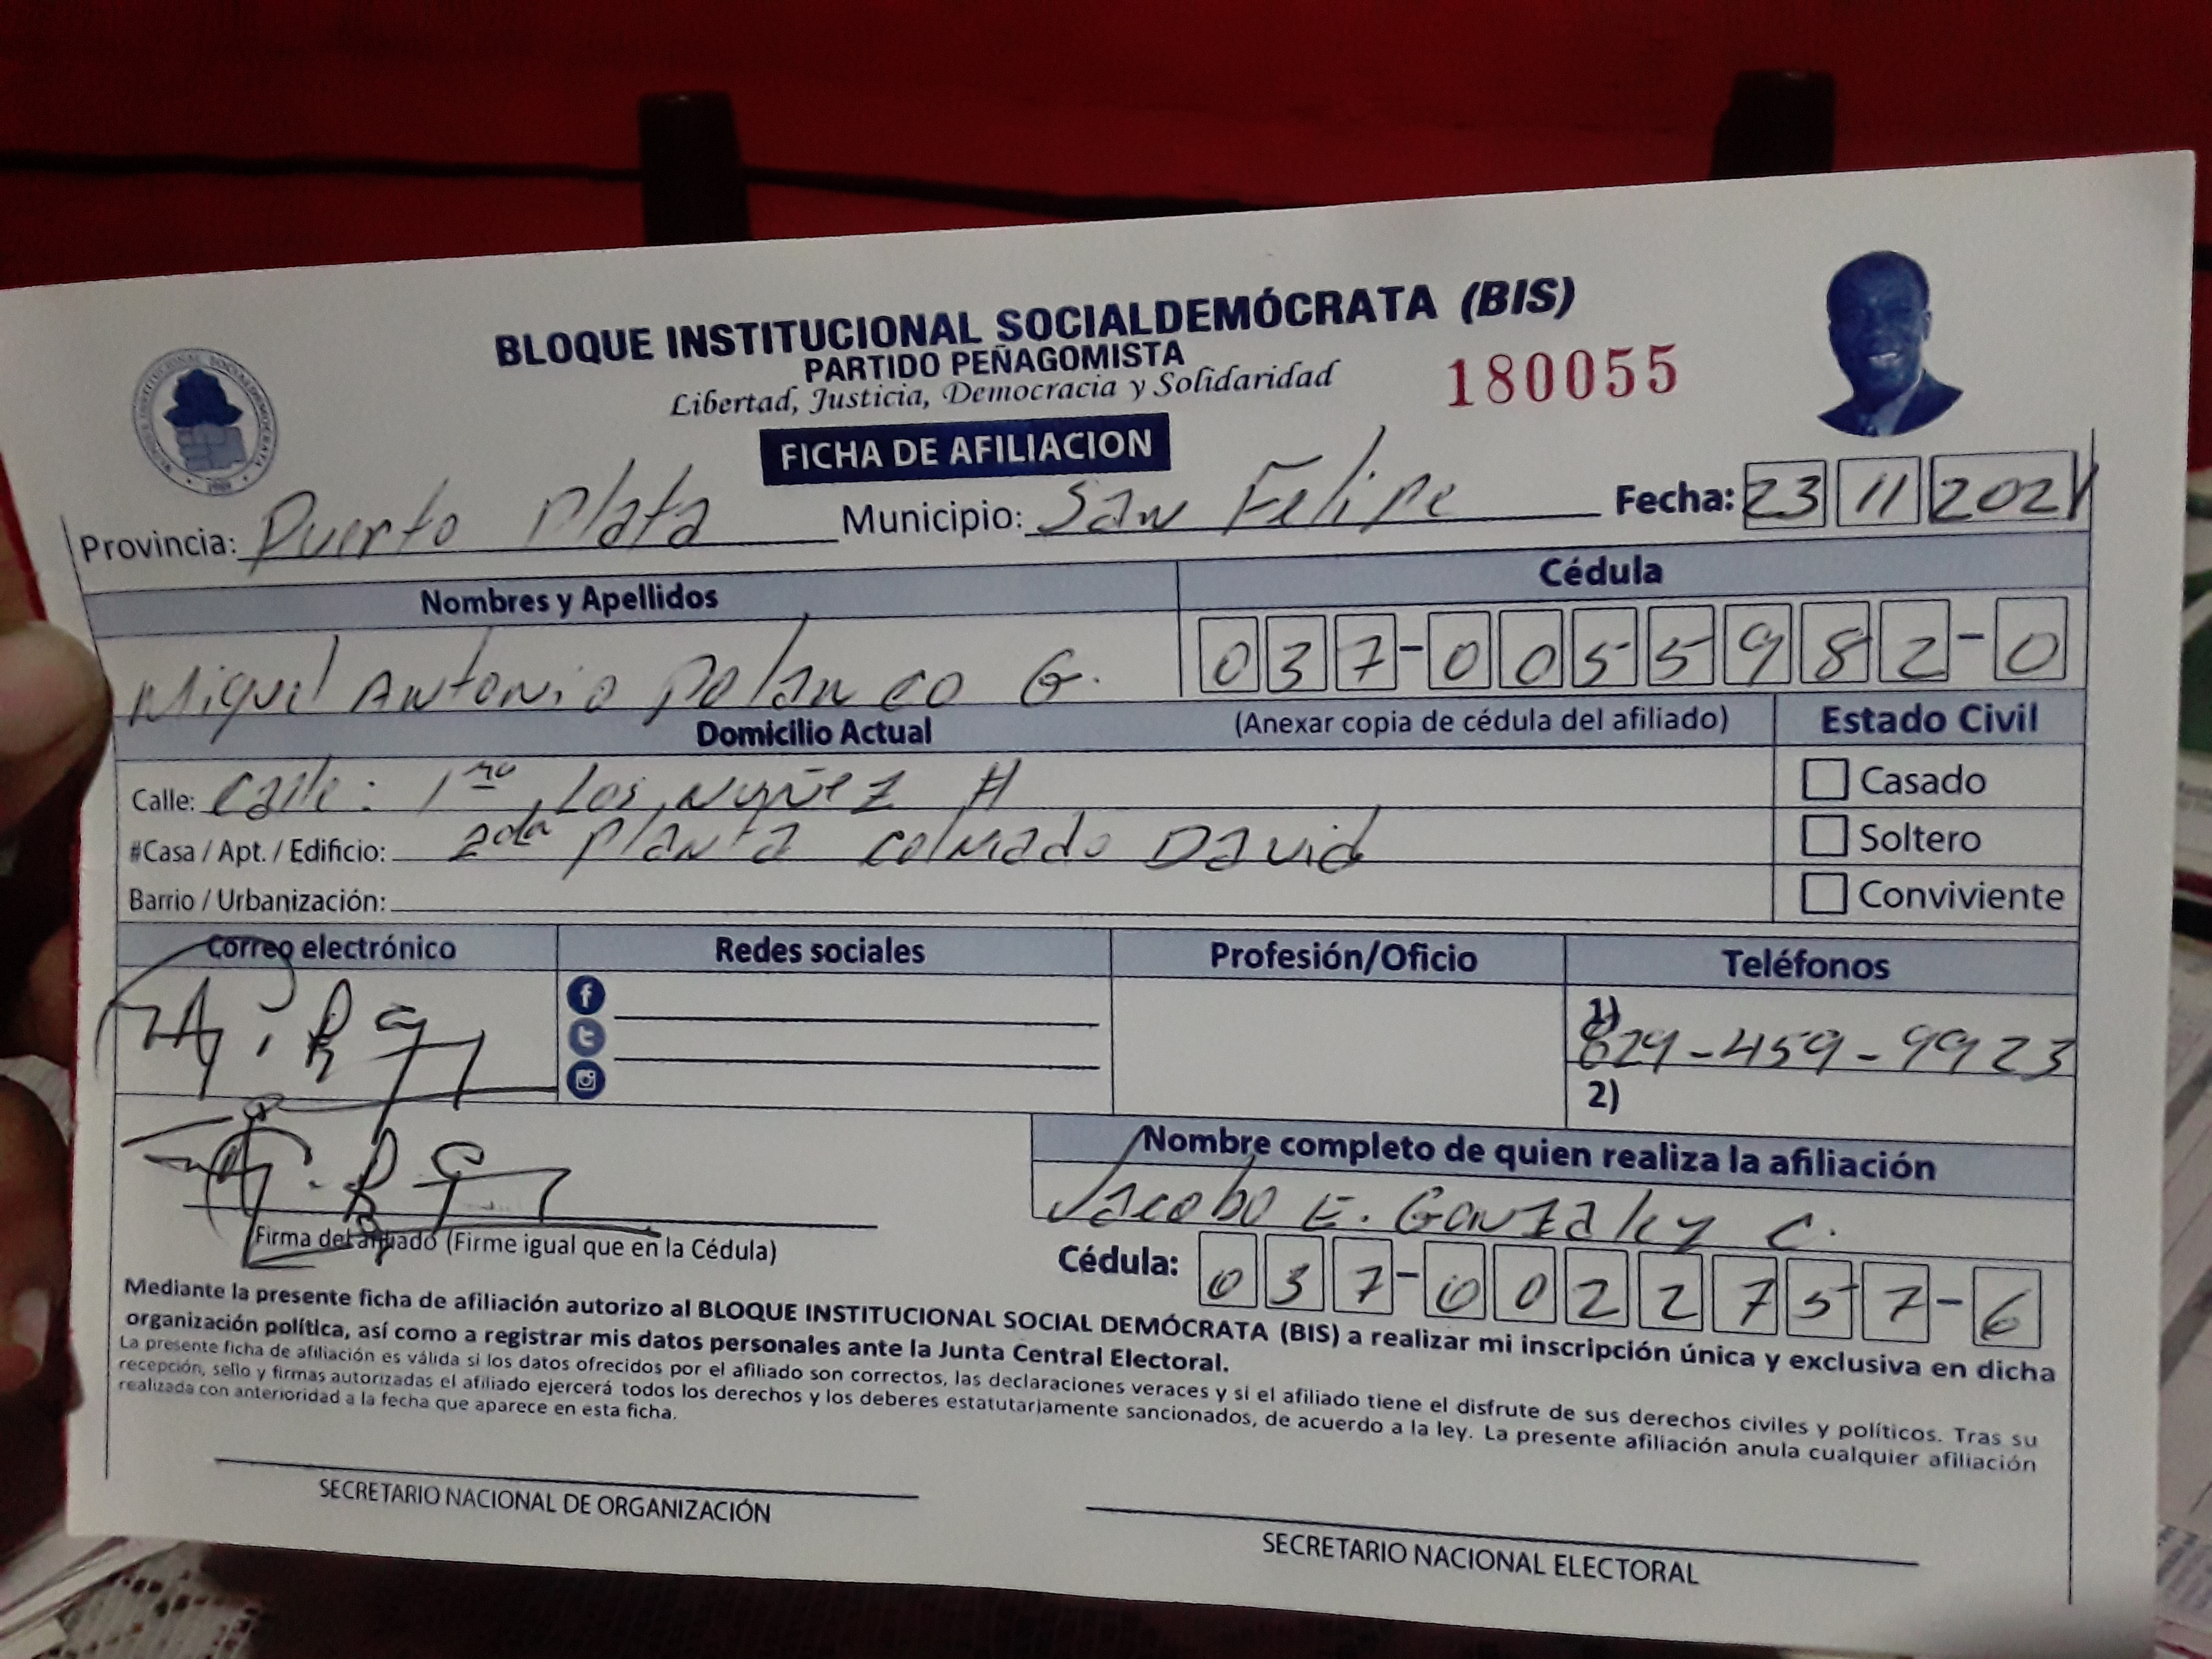 BLOQUE INSTITUCIONAL SOCIALDEMÓCRATA (BIS)
PARTIDO PEÑAGOMISTA
Libertad, Justicia, Democracia y Solidaridad
180055
BLOQUE INSTITUCIONAL SOCIALDEMOCRATA
FICHA DE AFILIACION
Provincia: Puerto Plata Municipio: San Felipe Fecha: 23 11 2021
Nombres y Apellidos Cédula
Miguel Antonio Polanco G. 037-0055982-0
Domicilio Actual (Anexar copia de cédula del afiliado) Estado Civil
Calle: Calle: 1ra, Los Nuñez # Casado
#Casa / Apt. / Edificio: 2da Planta Colmado David Soltero
Barrio / Urbanización: Conviviente
Correo electrónico Redes sociales Profesión/Oficio Teléfonos
1) 829-459-9923
2)
Nombre completo de quien realiza la afiliación
Jacobo E. Gonzalez C.
Firma del afiliado (Firme igual que en la Cédula) Cédula: 037-0022757-6
Mediante la presente ficha de afiliación autorizo al BLOQUE INSTITUCIONAL SOCIAL DEMÓCRATA (BIS) a realizar mi inscripción única y exclusiva en dicha
organización política, así como a registrar mis datos personales ante la Junta Central Electoral.
La presente ficha de afiliación es válida si los datos ofrecidos por el afiliado son correctos, las declaraciones veraces y si el afiliado tiene el disfrute de sus derechos civiles y políticos. Tras su
recepción, sello y firmas autorizadas el afiliado ejercerá todos los derechos y los deberes estatutariamente sancionados, de acuerdo a la ley. La presente afiliación anula cualquier afiliación
realizada con anterioridad a la fecha que aparece en esta ficha.
SECRETARIO NACIONAL DE ORGANIZACIÓN
SECRETARIO NACIONAL ELECTORAL